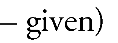 – given)